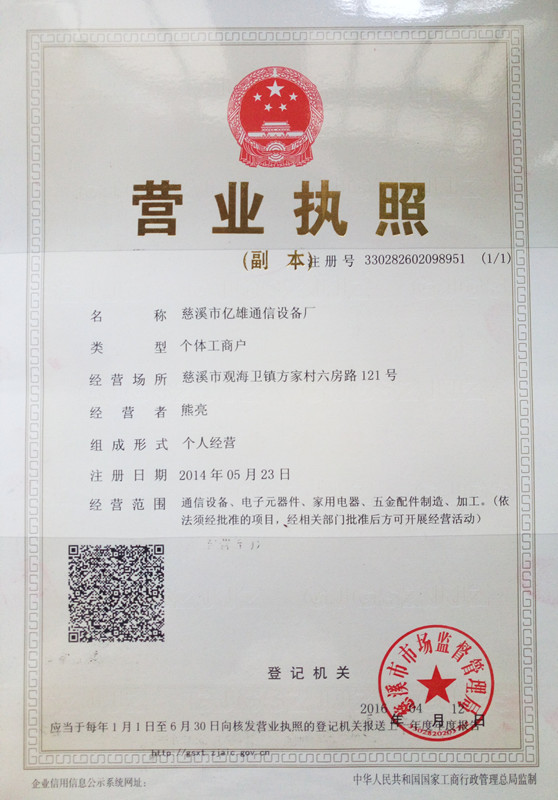 营业执照
(副 本) 注册号 330282602098951 (1/1)
名 称 慈溪市亿雄通信设备厂
类 型 个体工商户
经营场所 慈溪市观海卫镇方家村六房路121号
经营者 熊亮
组成形式 个人经营
注册日期 2014年05月23日
经营范围 通信设备、电子元器件、家用电器、五金配件制造、加工。(依
法须经批准的项目，经相关部门批准后方可开展经营活动)
登记机关
慈溪市市场监督管理局
2016 年 04 月 12 日
应当于每年1月1日至6月30日向核发营业执照的登记机关报送上一年度年度报告
http://gsxt.zjaic.gov.cn
企业信用信息公示系统网址：
中华人民共和国国家工商行政管理总局监制